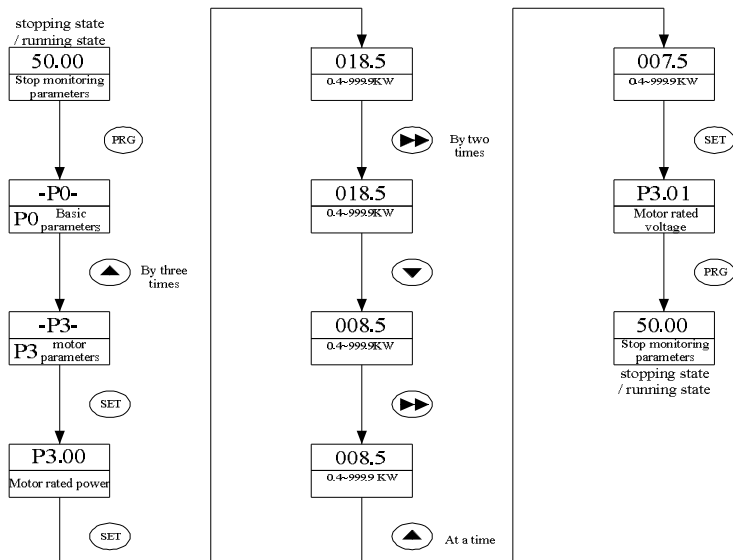 stopping state
/ running state
50.00
Stop monitoring
parameters
PRG
-P0-
P0 Basic
parameters
By three
times
-P3-
P3 motor
parameters
SET
P3.00
Motor rated power
SET
018.5
0.4~999.9KW
By two
times
018.5
0.4~999.9KW
008.5
0.4~999.9KW
008.5
0.4~999.9 KW
At a time
007.5
0.4~999.9KW
SET
P3.01
Motor rated
voltage
PRG
50.00
Stop monitoring
parameters
stopping state
/ running state